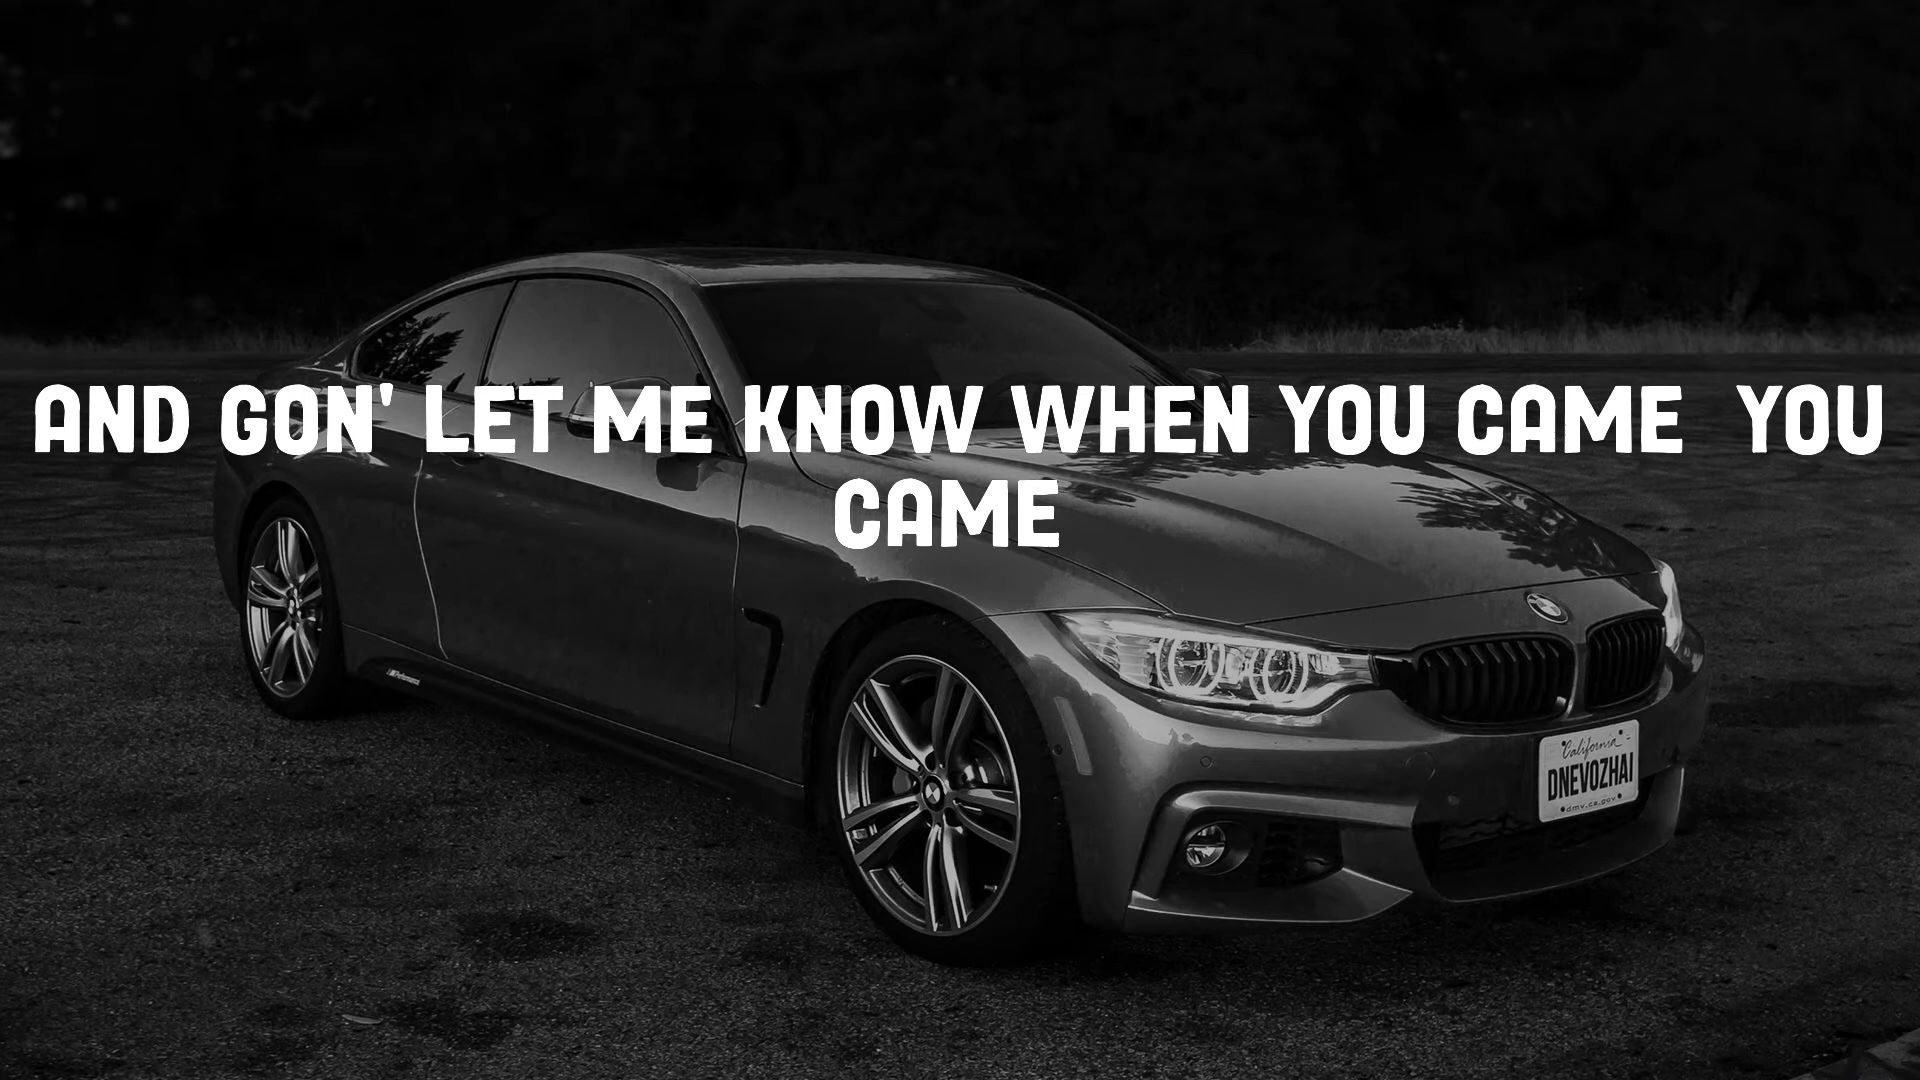 AND GON' LET ME KNOW WHEN YOU CAME  YOU
CAME
California
DNEVOZHAI
dmv.ca.gov